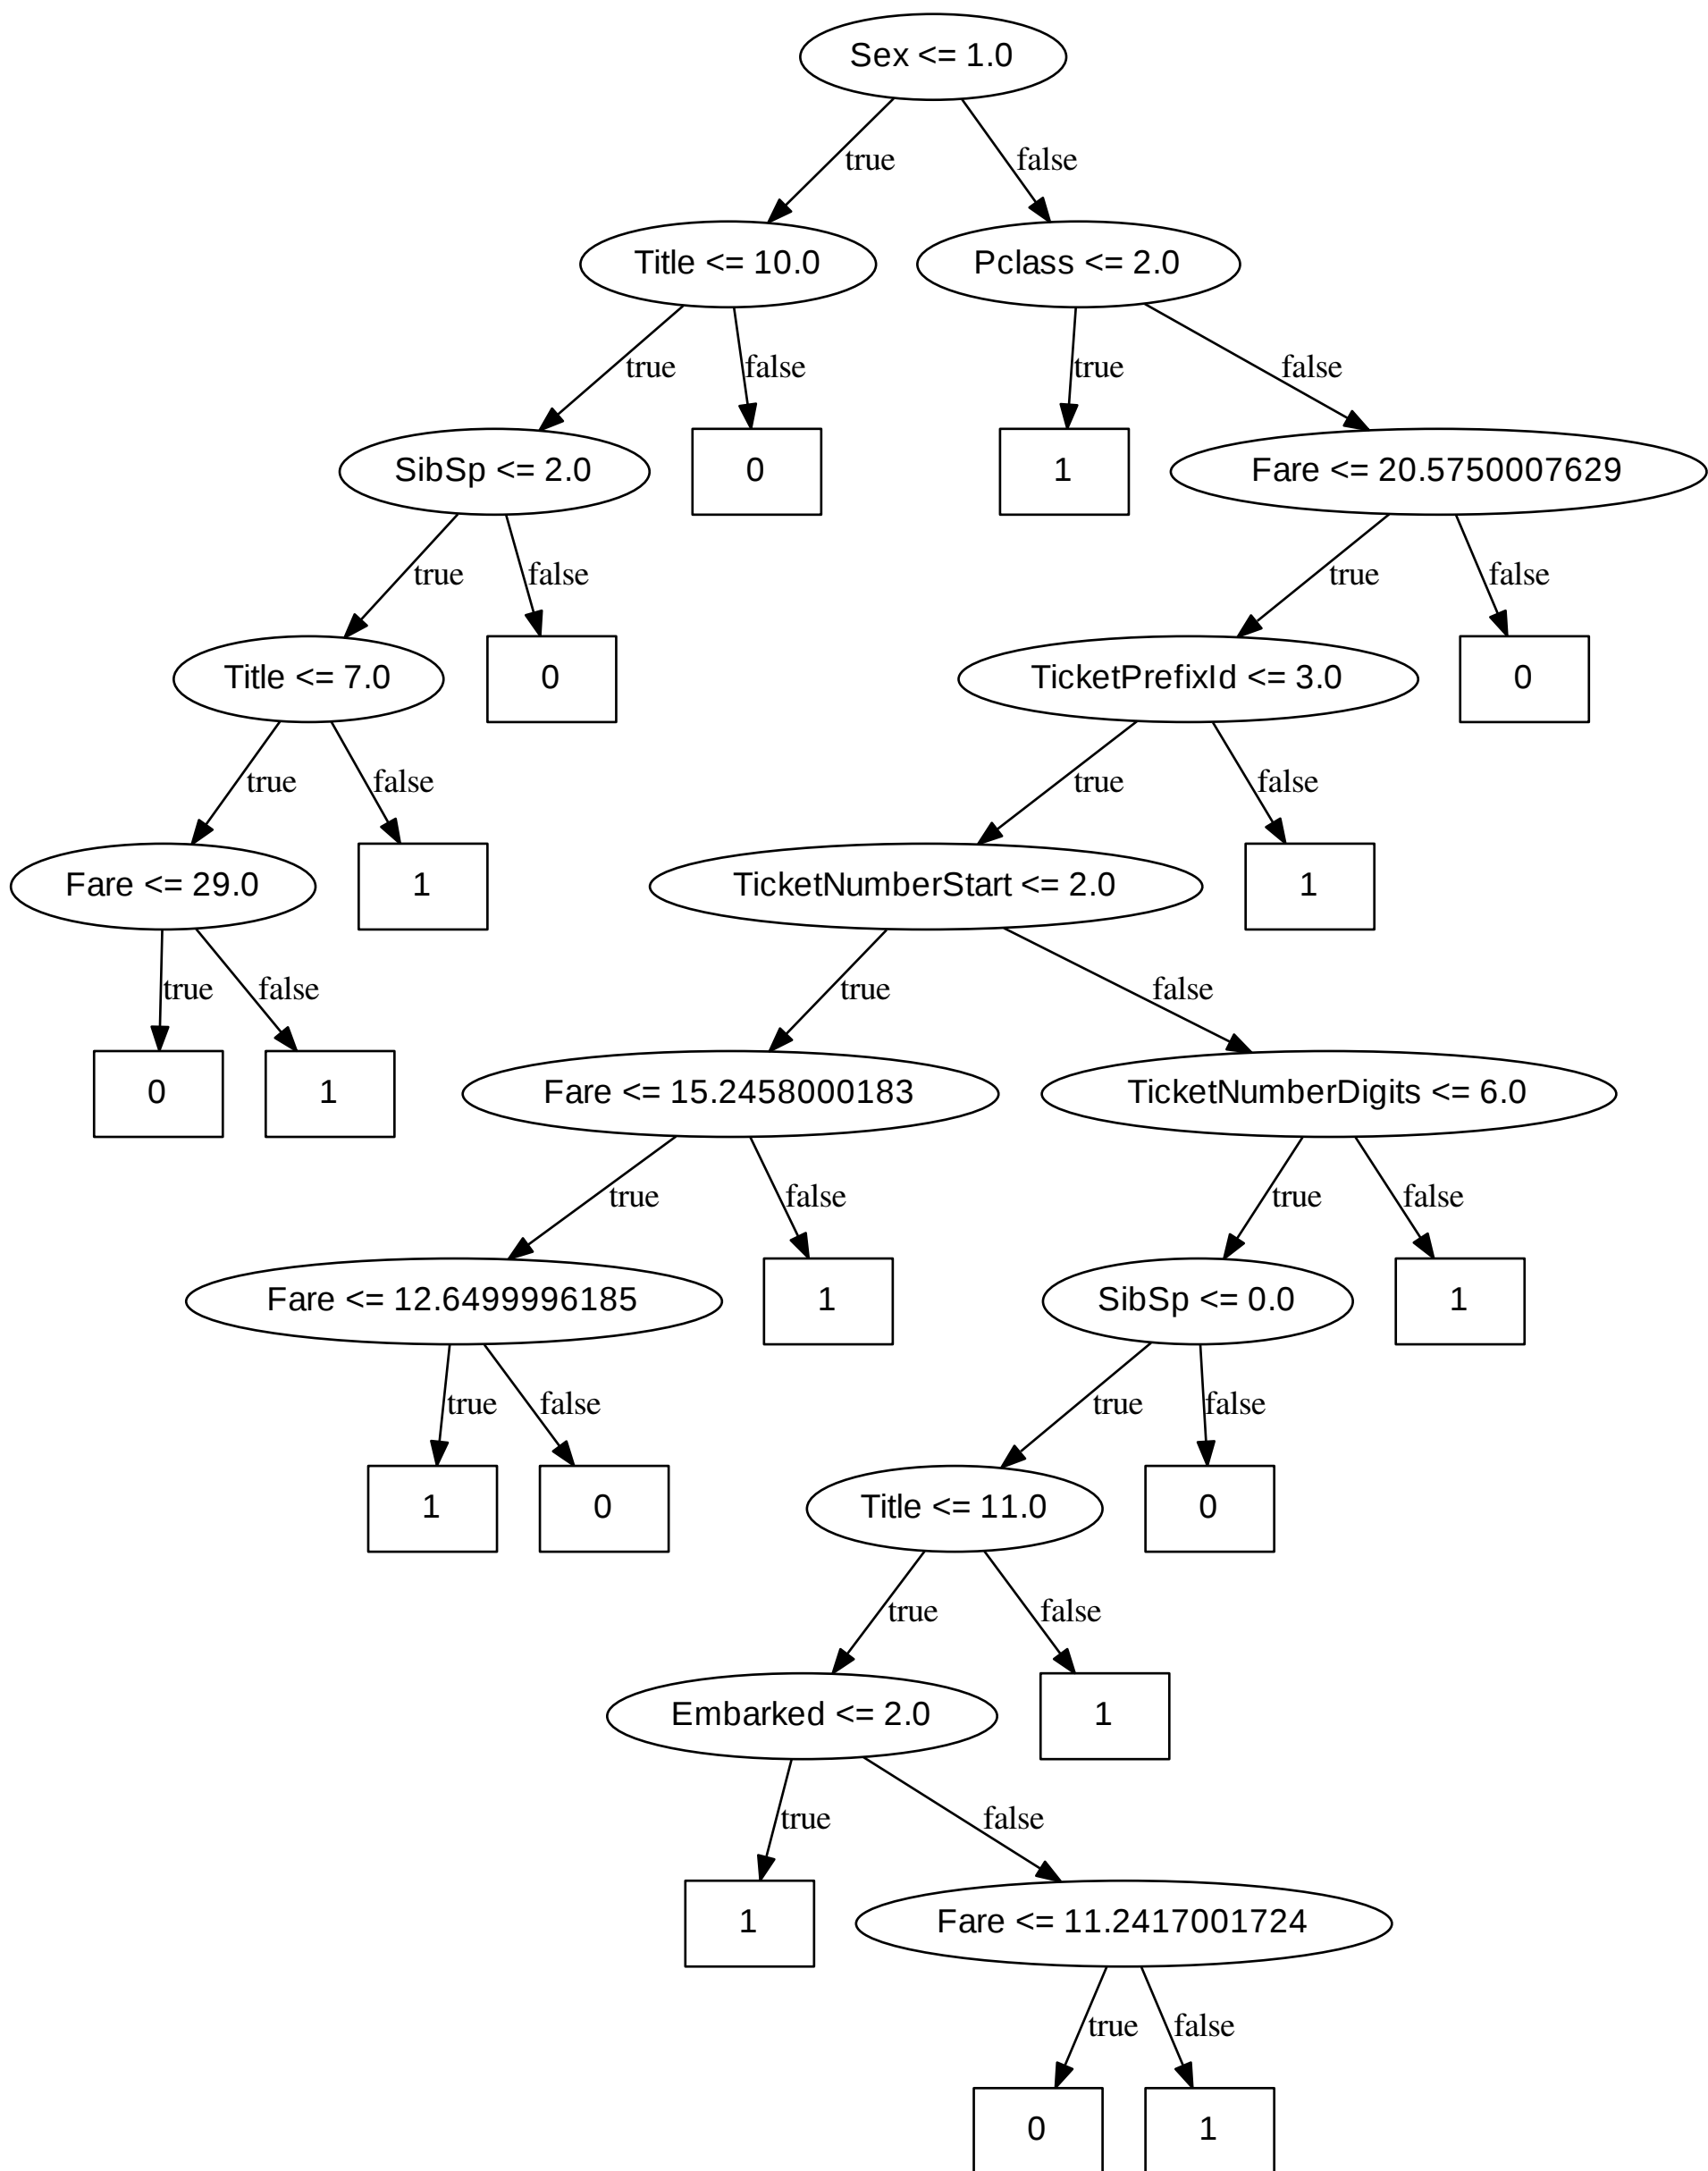 Sex <= 1.0
true
false
Title <= 10.0
Pclass <= 2.0
true
false
true
false
SibSp <= 2.0
0
1
Fare <= 20.5750007629
true
false
true
false
Title <= 7.0
0
TicketPrefixId <= 3.0
0
true
false
true
false
Fare <= 29.0
1
TicketNumberStart <= 2.0
1
true
false
true
false
0
1
Fare <= 15.2458000183
TicketNumberDigits <= 6.0
true
false
true
false
Fare <= 12.6499996185
1
SibSp <= 0.0
1
true
false
true
false
1
0
Title <= 11.0
0
true
false
Embarked <= 2.0
1
true
false
1
Fare <= 11.2417001724
true
false
0
1